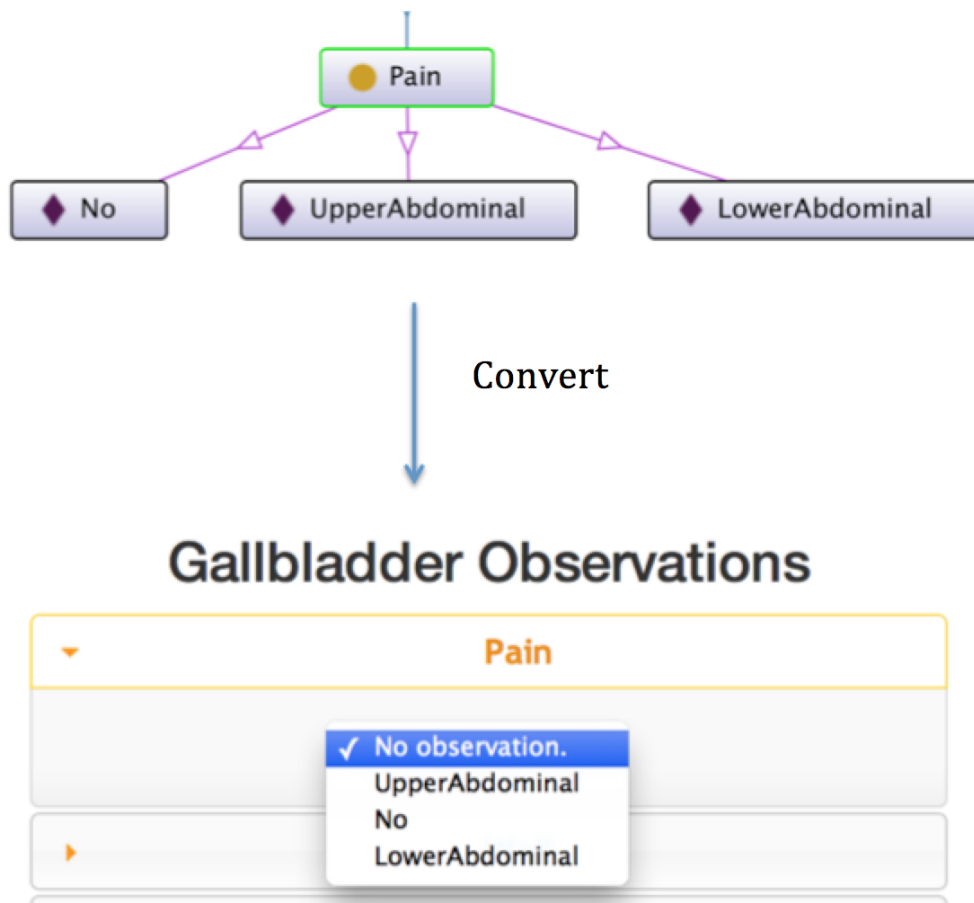 Pain
No
UpperAbdominal
LowerAbdominal
Convert
Gallbladder Observations
Pain
✓ No observation.
UpperAbdominal
No
LowerAbdominal